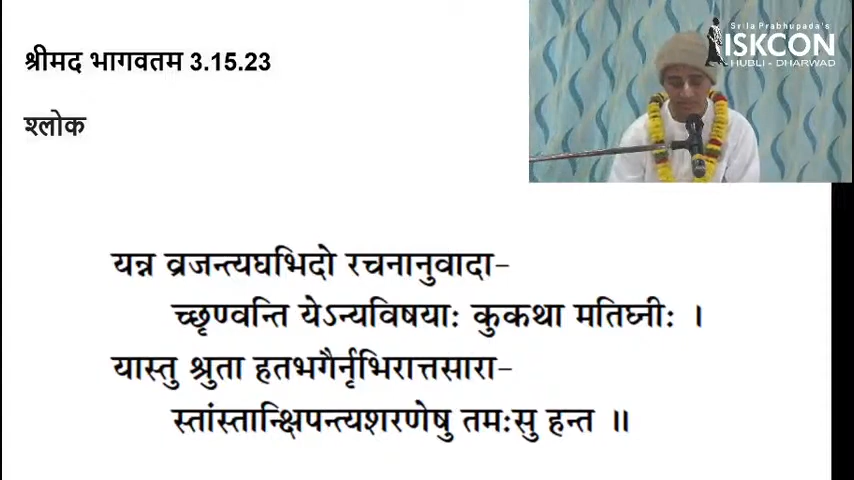 श्रीमद भागवतम 3.15.23
श्लोक
Srila Prabhupada's
ISKCON
-HUBLI - DHARWAD
यन्न व्रजन्त्यघभिदो रचनानुवादा-
च्छृण्वन्ति येऽन्यविषयाः कुकथा मतिघ्नीः ।
यास्तु श्रुता हतभगैर्नृभिरात्तसारा-
स्तांस्तान्क्षिपन्त्यशरणेषु तमःसु हन्त ॥